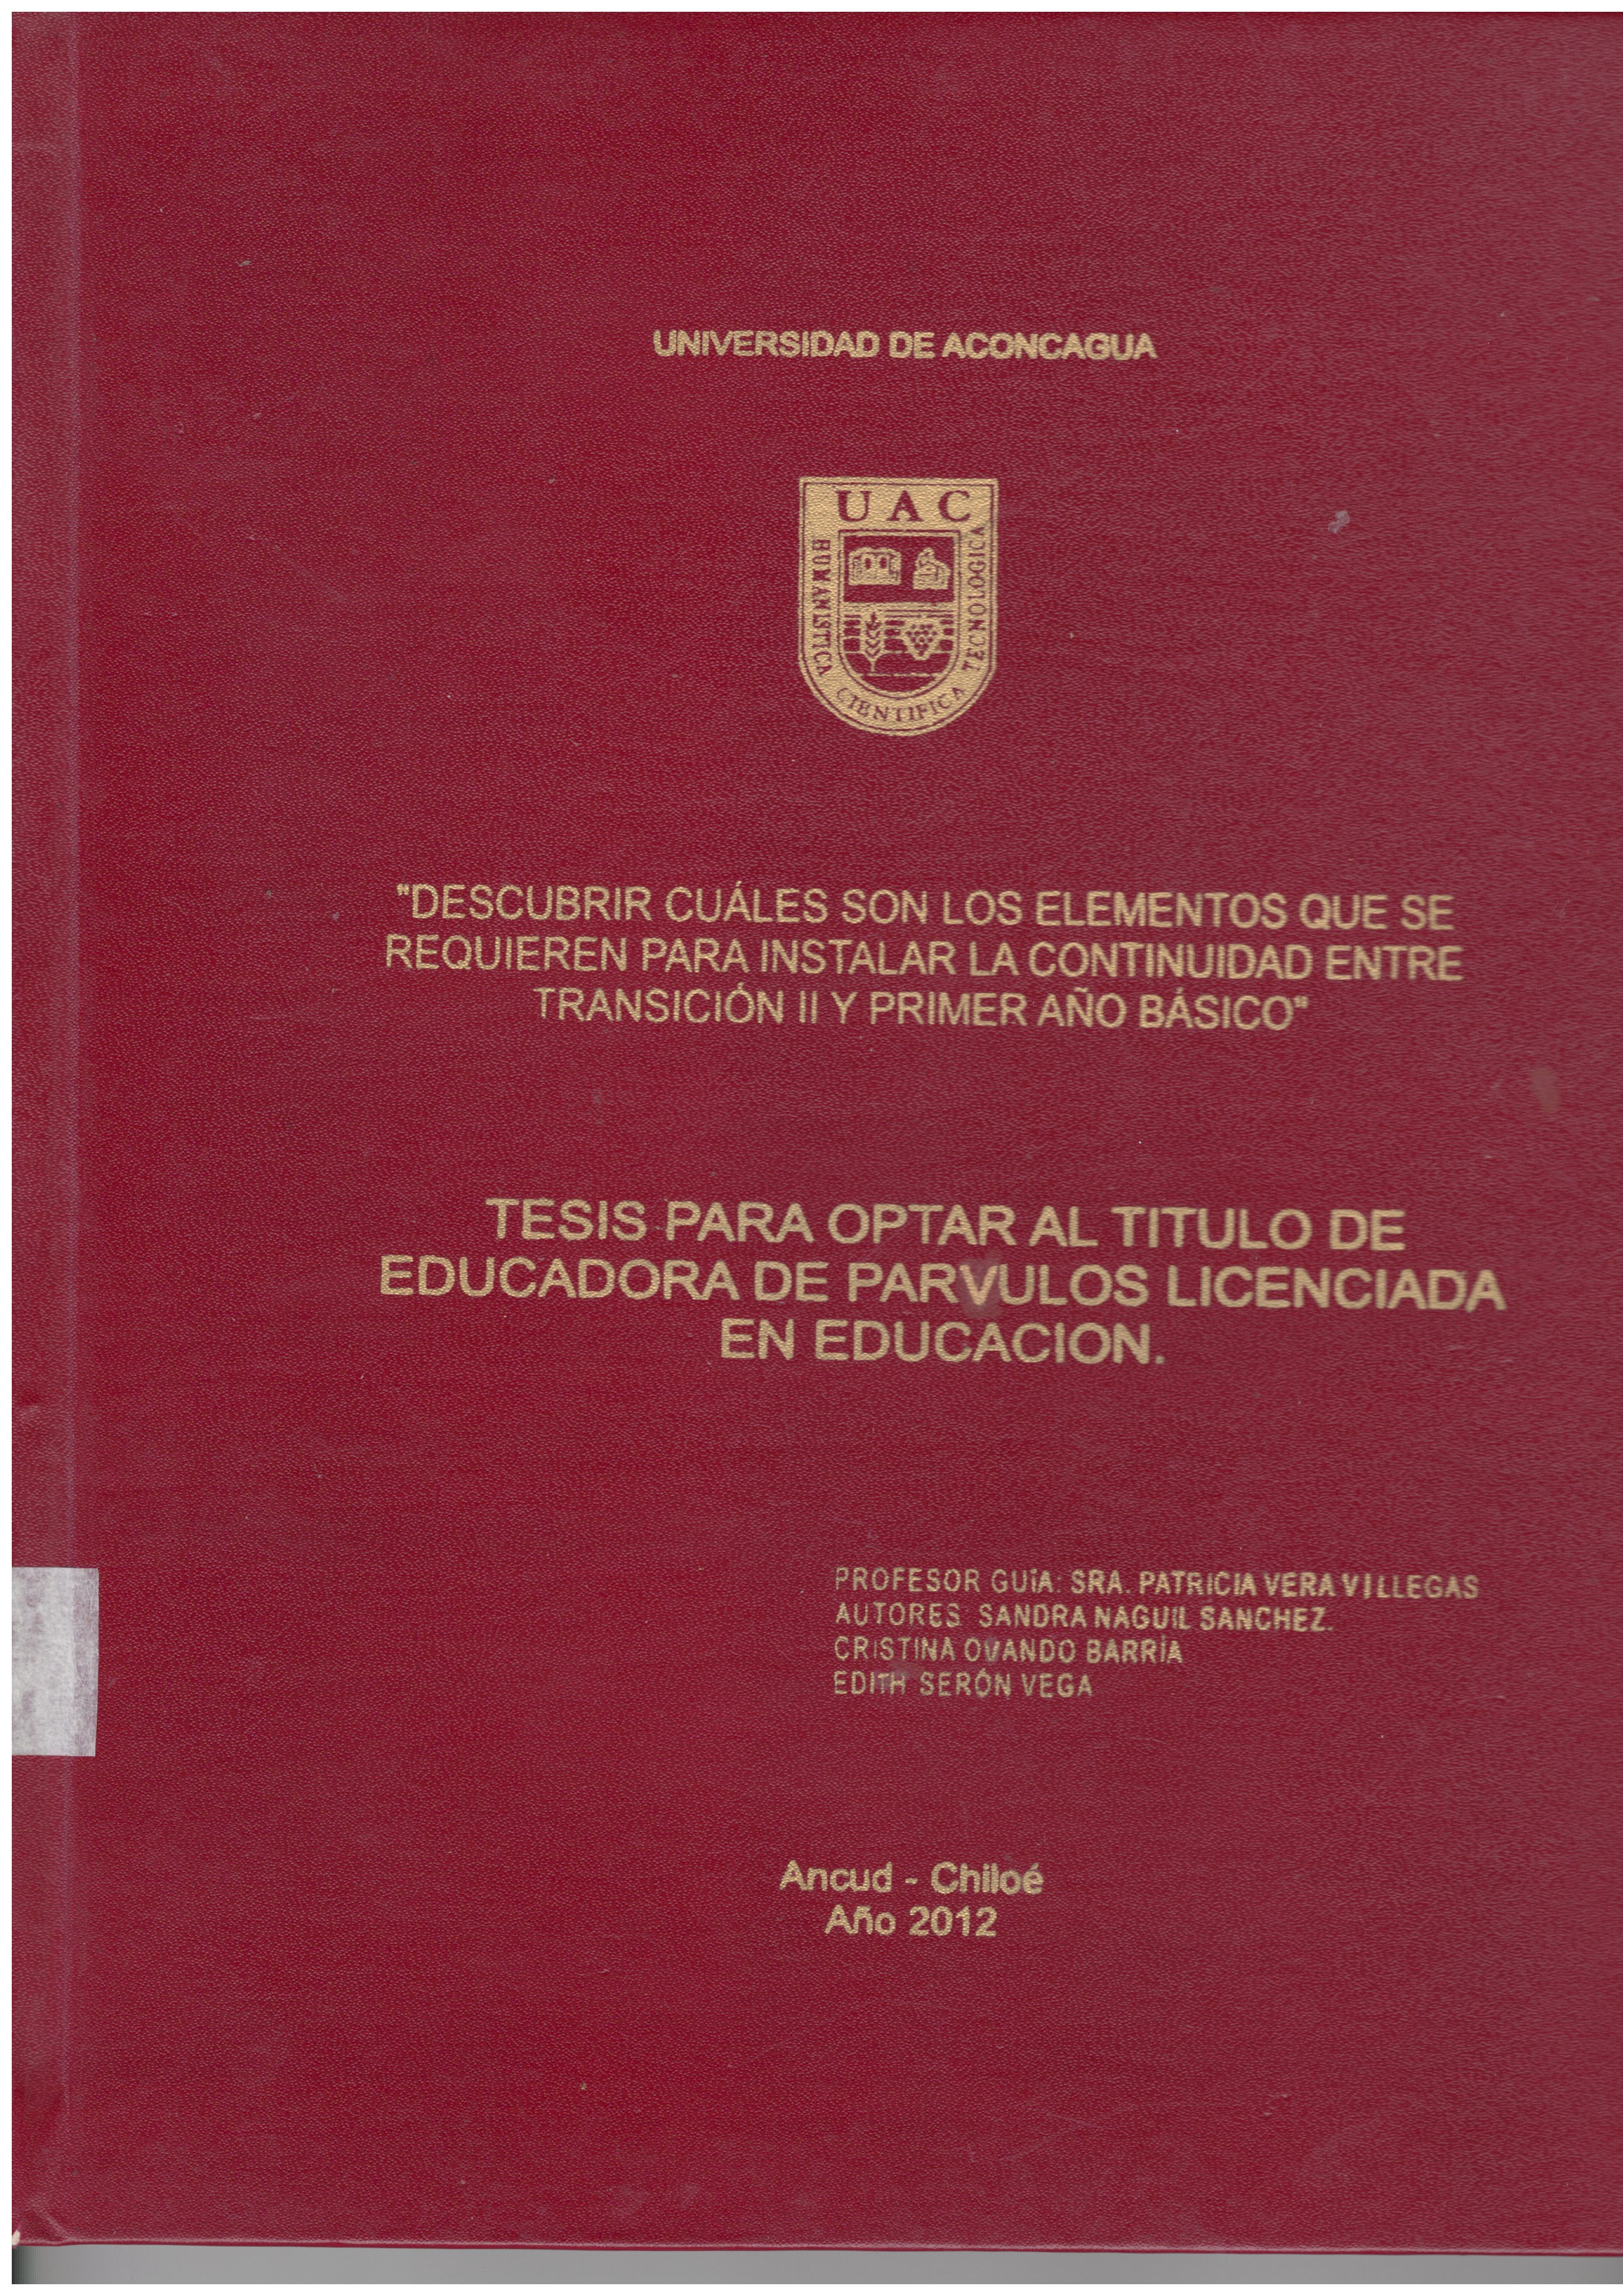 UNIVERSIDAD DE ACONCAGUA
UAC
HUMANISTICA CIENTIFICA TECNOLOGICA
"DESCUBRIR CUÁLES SON LOS ELEMENTOS QUE SE
REQUIEREN PARA INSTALAR LA CONTINUIDAD ENTRE
TRANSICIÓN II Y PRIMER AÑO BÁSICO"
TESIS PARA OPTAR AL TITULO DE
EDUCADORA DE PARVULOS LICENCIADA
EN EDUCACION.
PROFESOR GUÍA: SRA. PATRICIA VERA VILLEGAS
AUTORES: SANDRA NAGUIL SANCHEZ.
CRISTINA OVANDO BARRÍA
EDITH SERÓN VEGA
Ancud - Chiloé
Año 2012